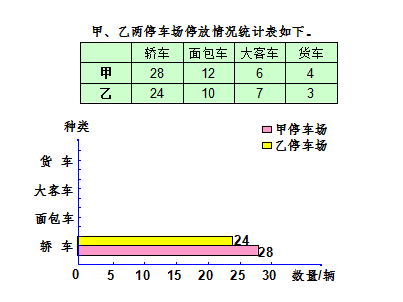 甲、乙两停车场停放情况统计表如下。
轿车 面包车 大客车 货车
甲 28 12 6 4
乙 24 10 7 3
种类
甲停车场
乙停车场
货 车
大客车
面包车
轿 车
24
28
0 5 10 15 20 25 30 数量/辆